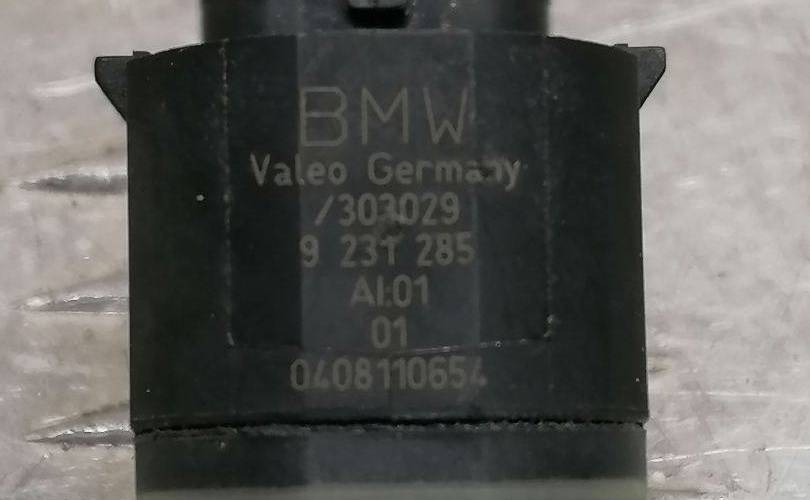 BMW
Valeo Germany
/303029
9 231 285
AI:01
01
0408110654